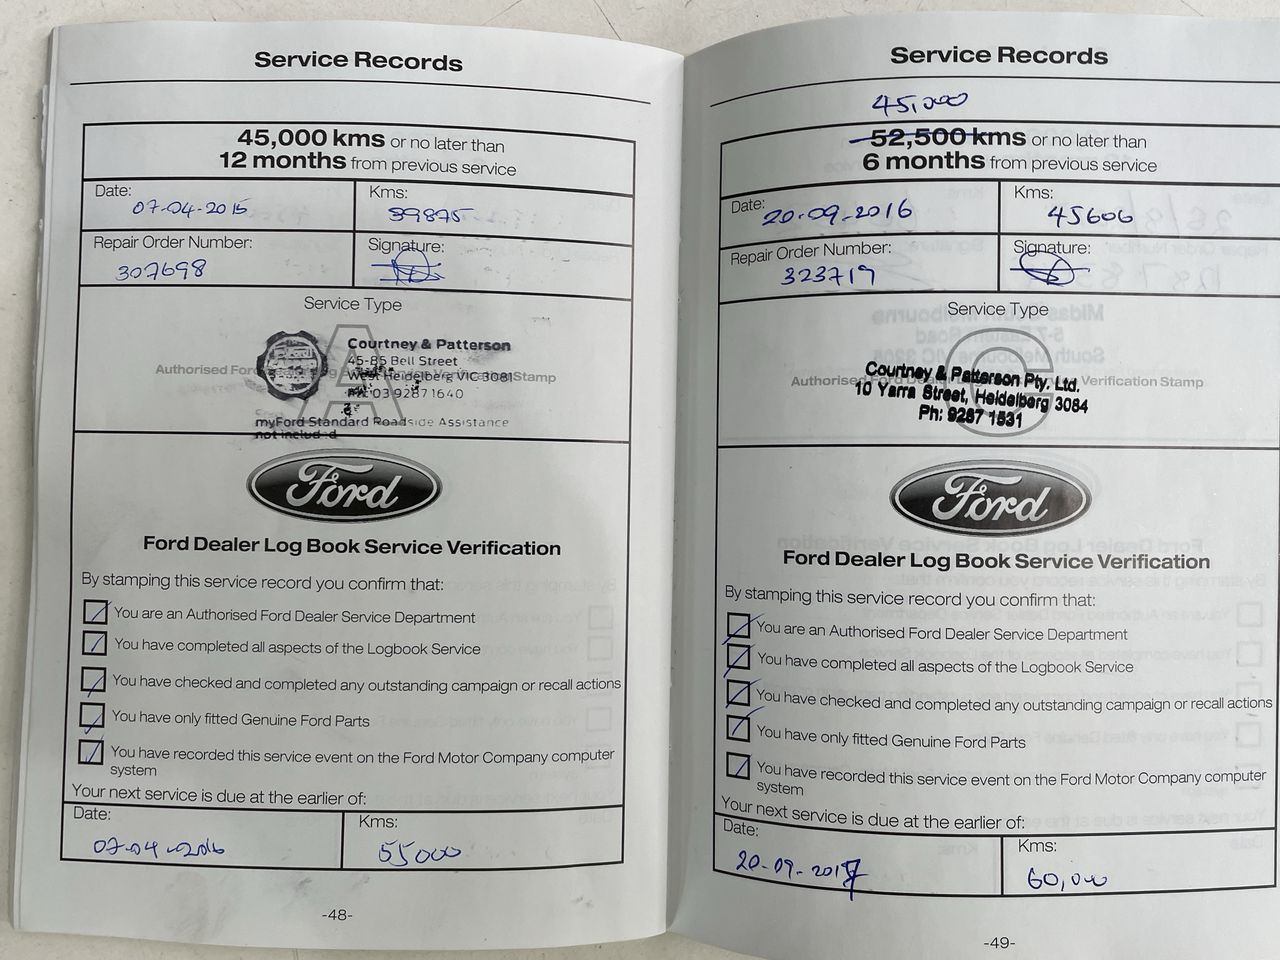 Service Records
45,000 kms or no later than
12 months from previous service
Date:
07-04-2015
Kms:
39875
Repair Order Number:
307698
Signature:
Service Type
A
Courtney & Patterson
45-85 Bell Street
West Heidelberg VIC 3081
PH: 03 9287 1640
myFord Standard Roadside Assistance
not included
Ford
Ford Dealer Log Book Service Verification
By stamping this service record you confirm that:
You are an Authorised Ford Dealer Service Department
You have completed all aspects of the Logbook Service
You have checked and completed any outstanding campaign or recall actions
You have only fitted Genuine Ford Parts
You have recorded this service event on the Ford Motor Company computer
system
Your next service is due at the earlier of:
Date:
07-04-2016
Kms:
55000
-48-
Service Records
45,000
52,500 kms or no later than
6 months from previous service
Date:
20-09-2016
Kms:
45606
Repair Order Number:
323719
Signature:
Service Type
C
Authorised Ford Dealer Verification Stamp
Courtney & Patterson Pty. Ltd.
10 Yarra Street, Heidelberg 3084
Ph: 9287 1531
Ford
Ford Dealer Log Book Service Verification
By stamping this service record you confirm that:
You are an Authorised Ford Dealer Service Department
You have completed all aspects of the Logbook Service
You have checked and completed any outstanding campaign or recall actions
You have only fitted Genuine Ford Parts
You have recorded this service event on the Ford Motor Company computer
system
Your next service is due at the earlier of:
Date:
20-09-2017
Kms:
60,000
-49-